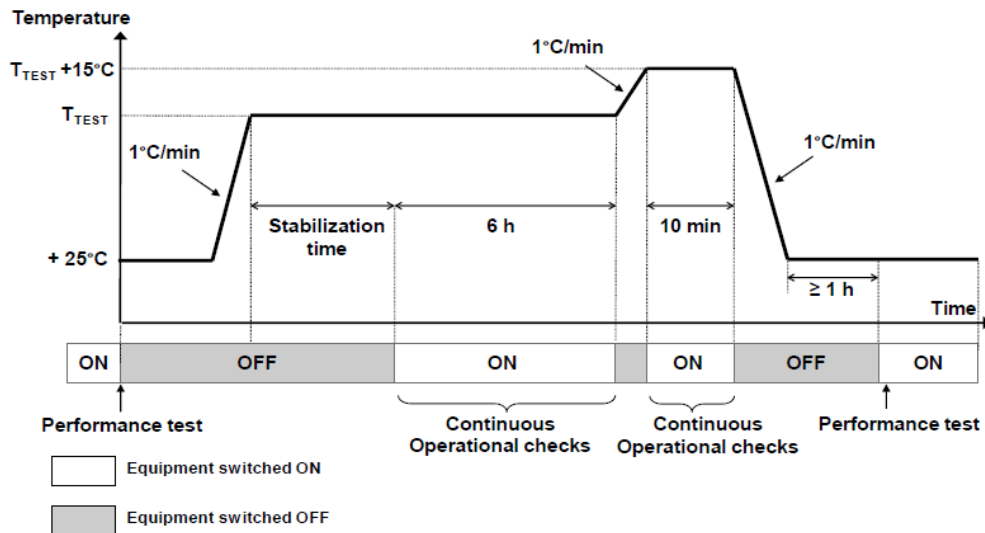 Temperature
1°C/min
T_TEST +15°C
T_TEST
1°C/min
1°C/min
Stabilization
time
6 h
10 min
+ 25°C
≥ 1 h
Time
ON
OFF
ON
ON
OFF
ON
Performance test
Continuous
Operational checks
Continuous
Operational checks
Performance test
Equipment switched ON
Equipment switched OFF